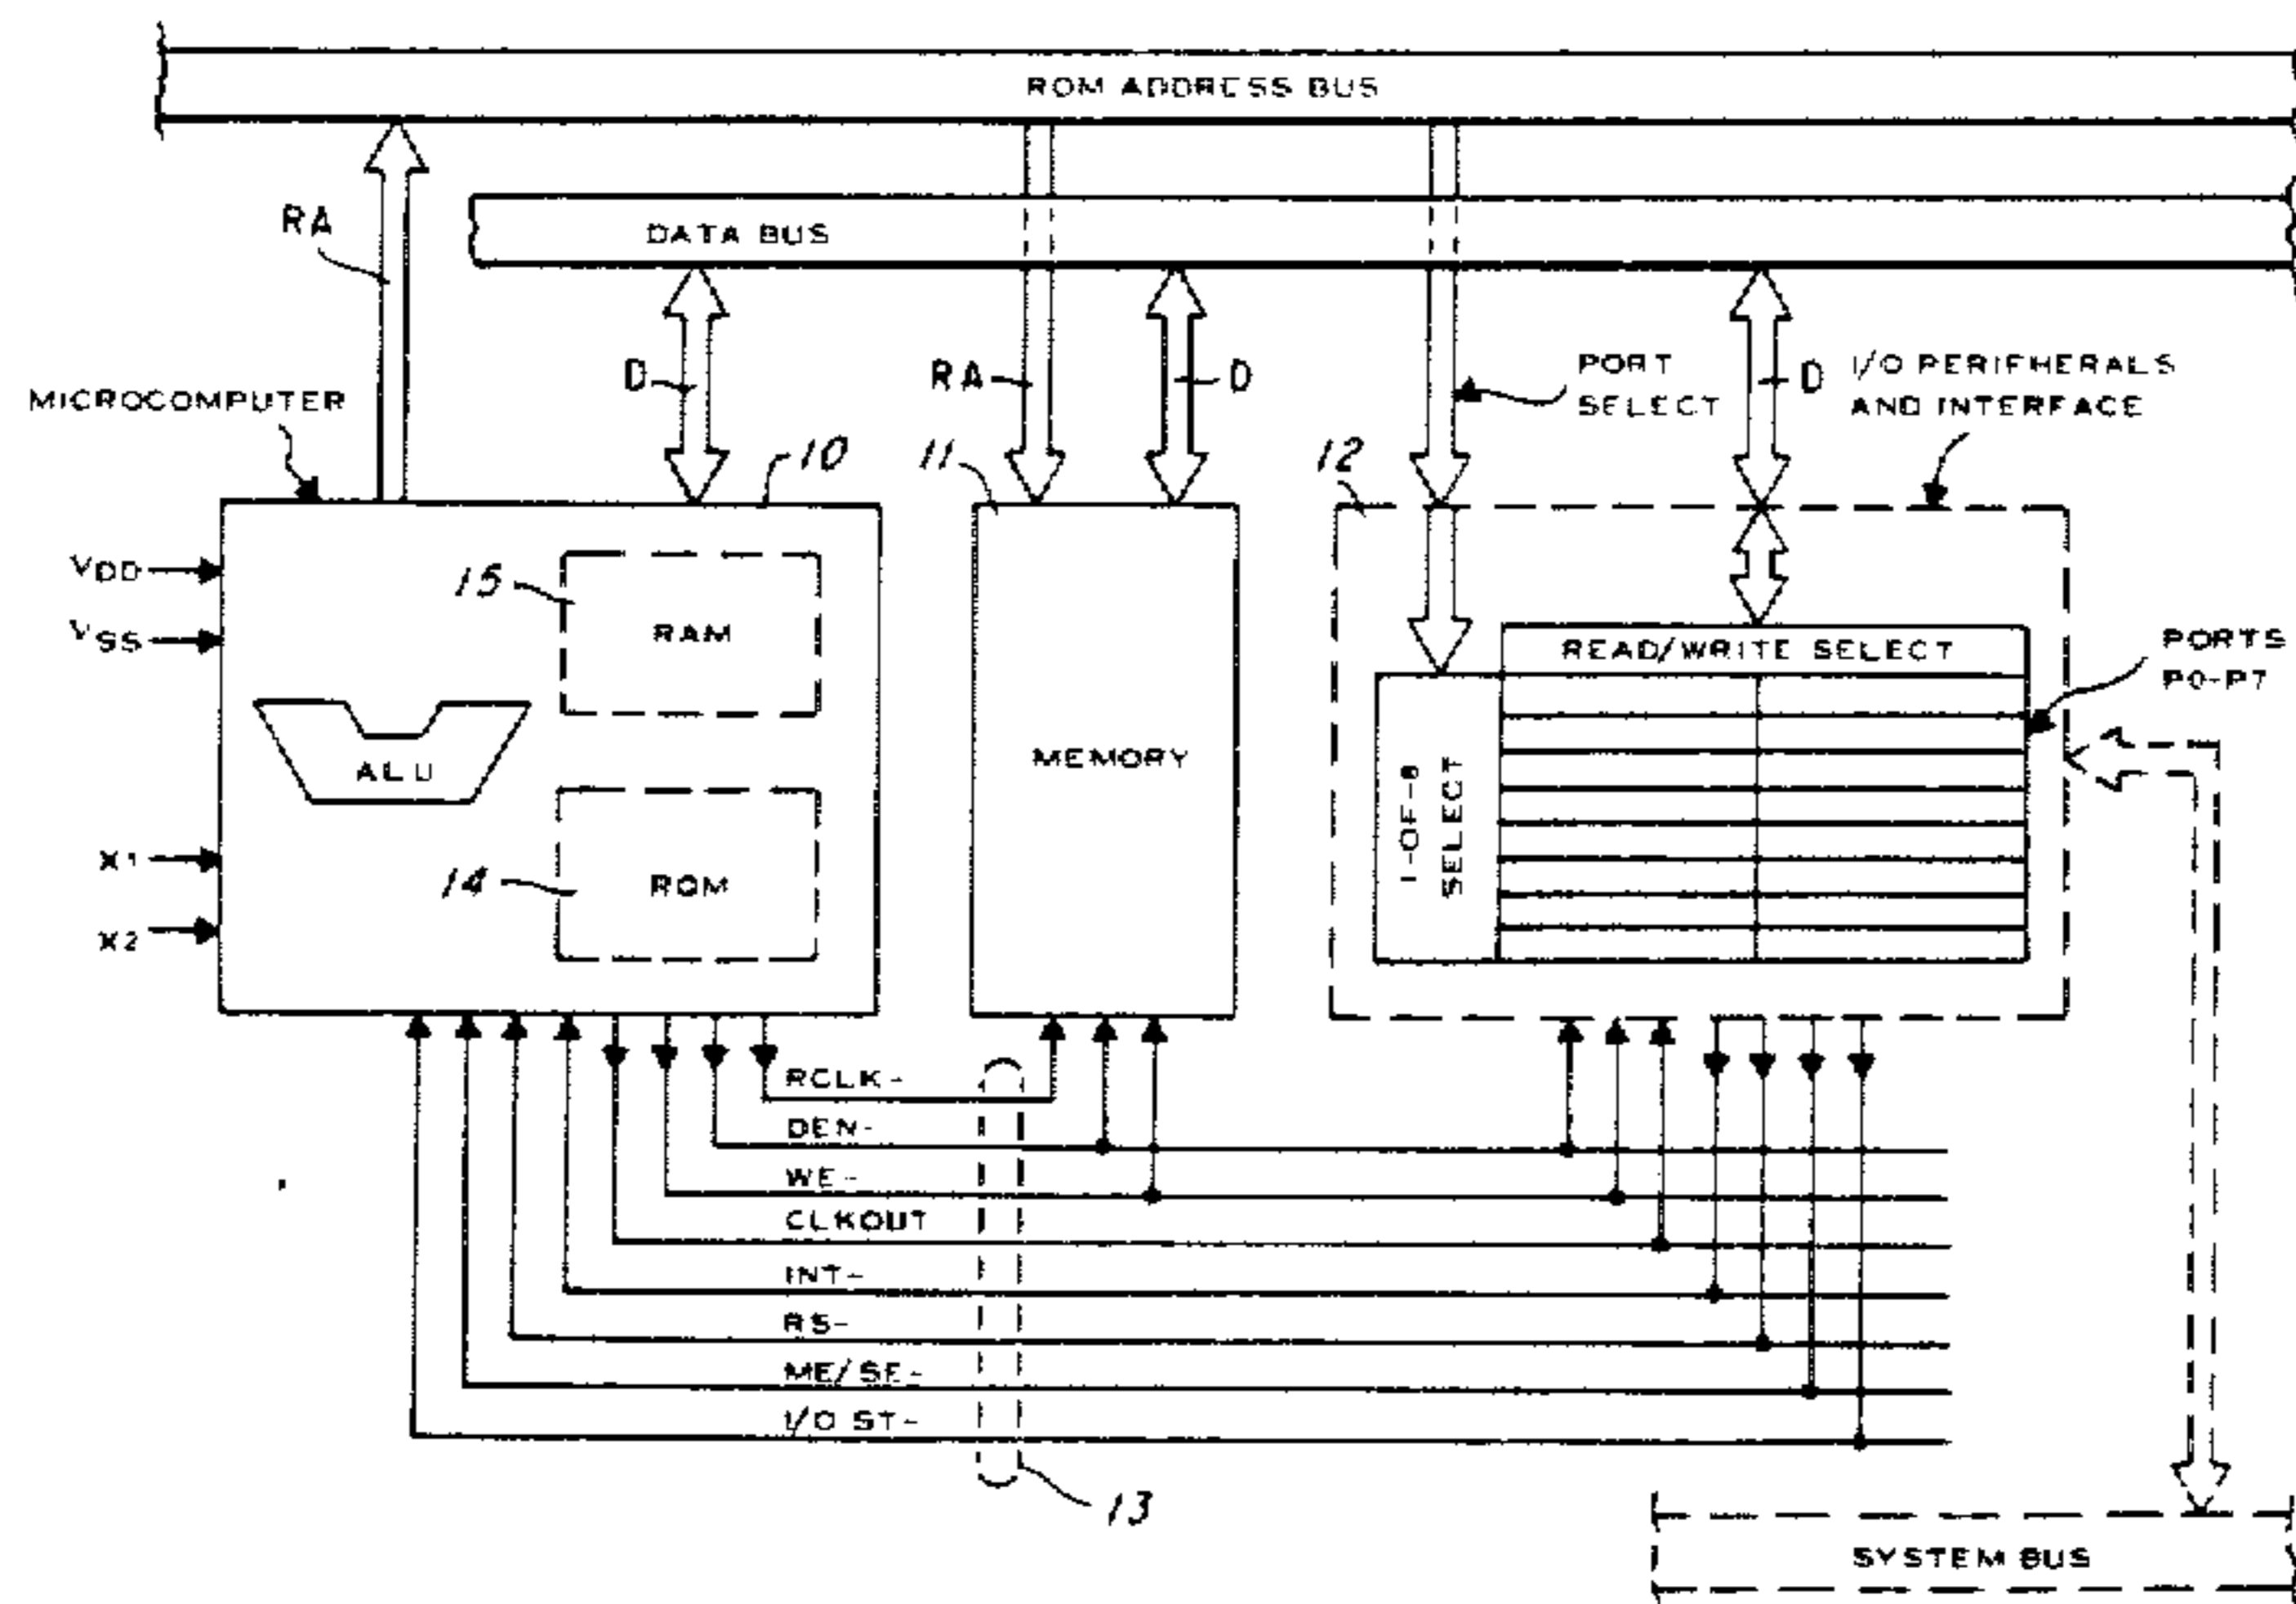 ROM ADDRESS BUS
RA
DATA BUS
D
RA
D
PORT
SELECT
D
I/O PERIPHERALS
AND INTERFACE
MICROCOMPUTER
10
11
12
VDD
VSS
15
RAM
ALU
14
ROM
X1
X2
MEMORY
READ/WRITE SELECT
1-OF-8
SELECT
PORTS
P0-P7
RCLK-
DEN-
WE-
CLKOUT
INT-
RS-
ME/SE-
I/O ST-
13
SYSTEM BUS